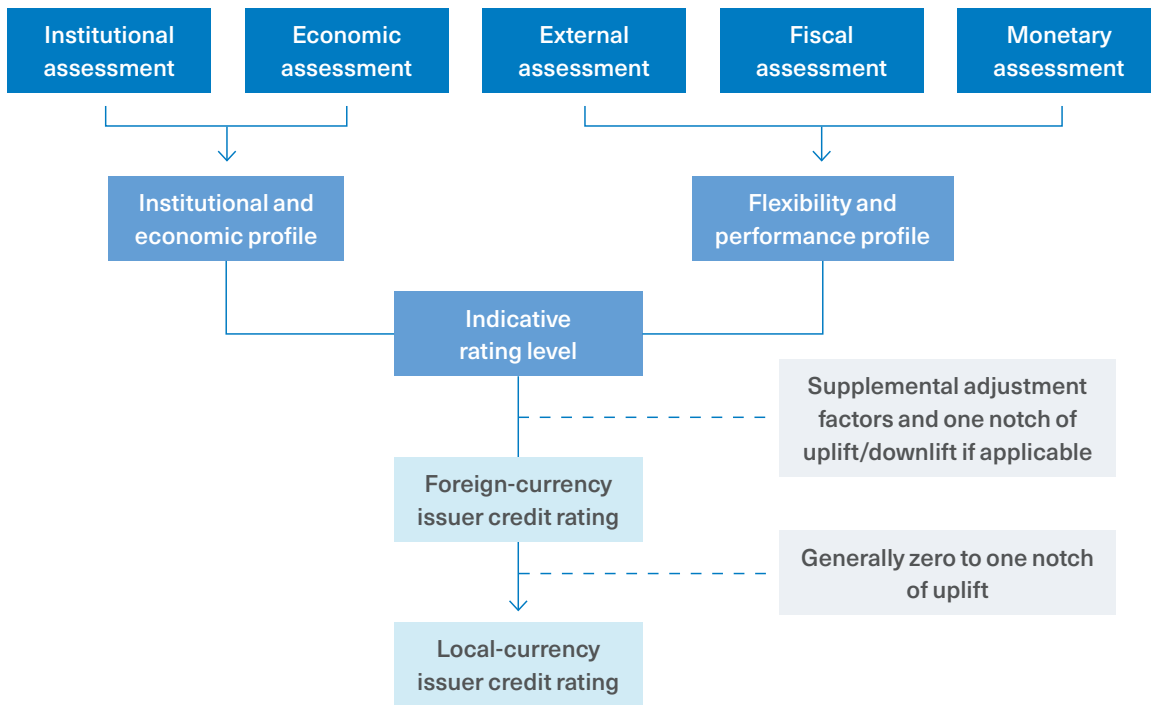 Institutional
assessment
Economic
assessment
External
assessment
Fiscal
assessment
Monetary
assessment
Institutional and
economic profile
Flexibility and
performance profile
Indicative
rating level
Supplemental adjustment
factors and one notch of
uplift/downlift if applicable
Foreign-currency
issuer credit rating
Generally zero to one notch
of uplift
Local-currency
issuer credit rating